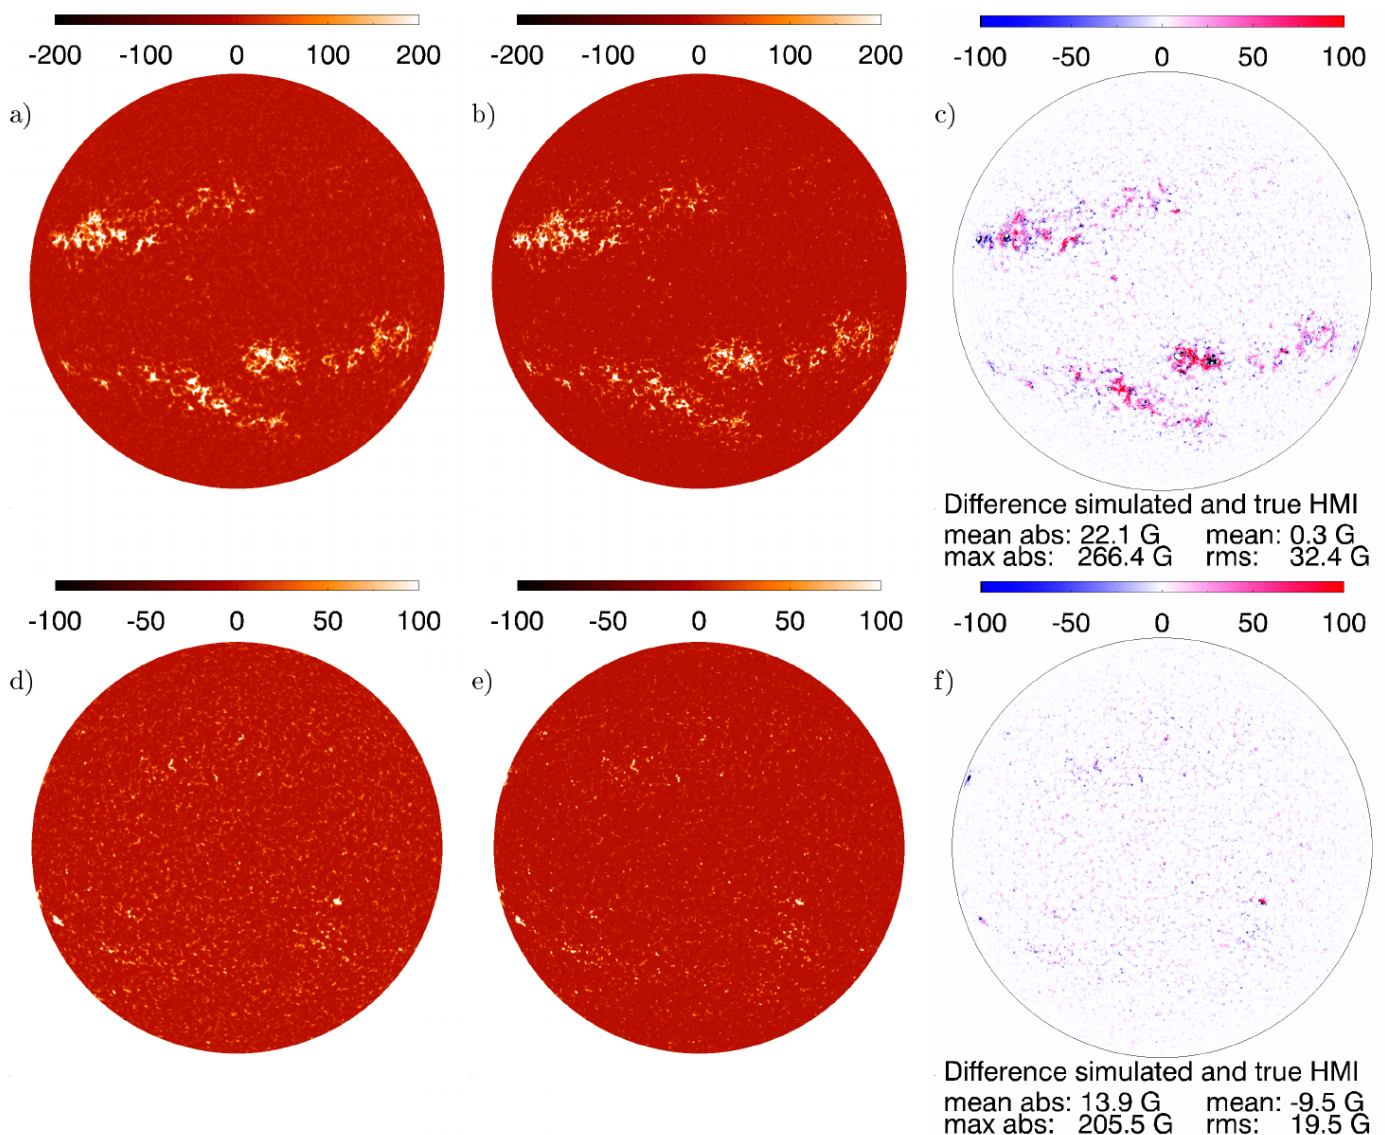 -200 -100 0 100 200
-200 -100 0 100 200
-100 -50 0 50 100
a)
b)
c)
Difference simulated and true HMI
mean abs: 22.1 G mean: 0.3 G
max abs: 266.4 G rms: 32.4 G
-100 -50 0 50 100
-100 -50 0 50 100
-100 -50 0 50 100
d)
e)
f)
Difference simulated and true HMI
mean abs: 13.9 G mean: -9.5 G
max abs: 205.5 G rms: 19.5 G